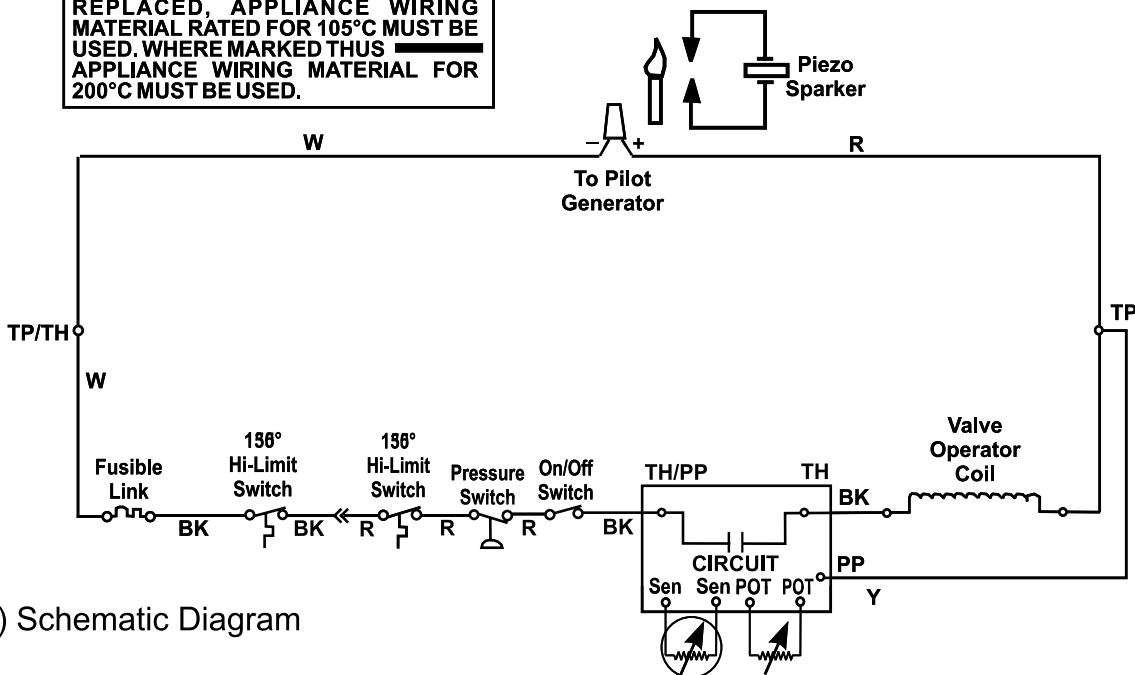 REPLACED, APPLIANCE WIRING
MATERIAL RATED FOR 105°C MUST BE
USED. WHERE MARKED THUS
APPLIANCE WIRING MATERIAL FOR
200°C MUST BE USED.
Piezo
Sparker
W
– +
R
To Pilot
Generator
TP/TH
TP
W
Fusible
Link
Hi-Limit
Switch
Hi-Limit
Switch
Pressure
Switch
On/Off
Switch
TH/PP
TH
Valve
Operator
Coil
BK
BK
BK
R
R
R
BK
CIRCUIT
PP
Y
Sen
Sen
POT
POT
) Schematic Diagram